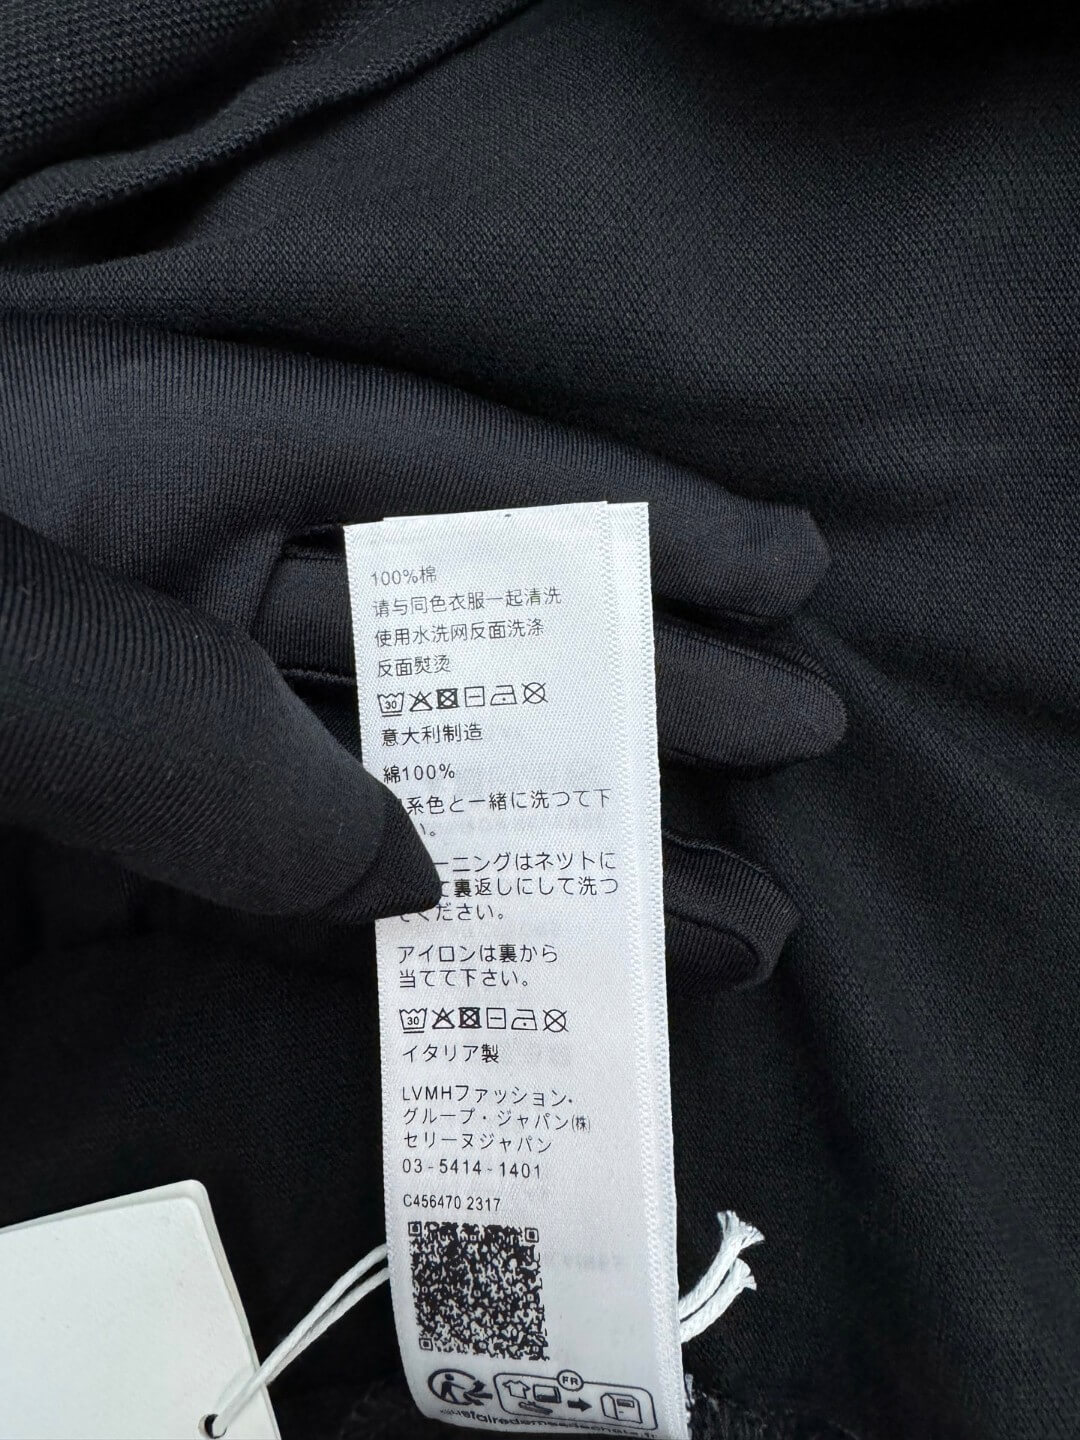 100%棉
请与同色衣服一起清洗
使用水洗网反面洗涤
反面熨烫
30
意大利制造
綿100%
系色と一緒に洗つて下
い。
ーニングはネツトに
て裏返しにして洗つ
てください。
アイロンは裏から
当てて下さい。
30
イタリア製
LVMHファッション・
グループ・ジャパン㈱
セリーヌジャパン
03-5414-1401
C456470 2317
FR